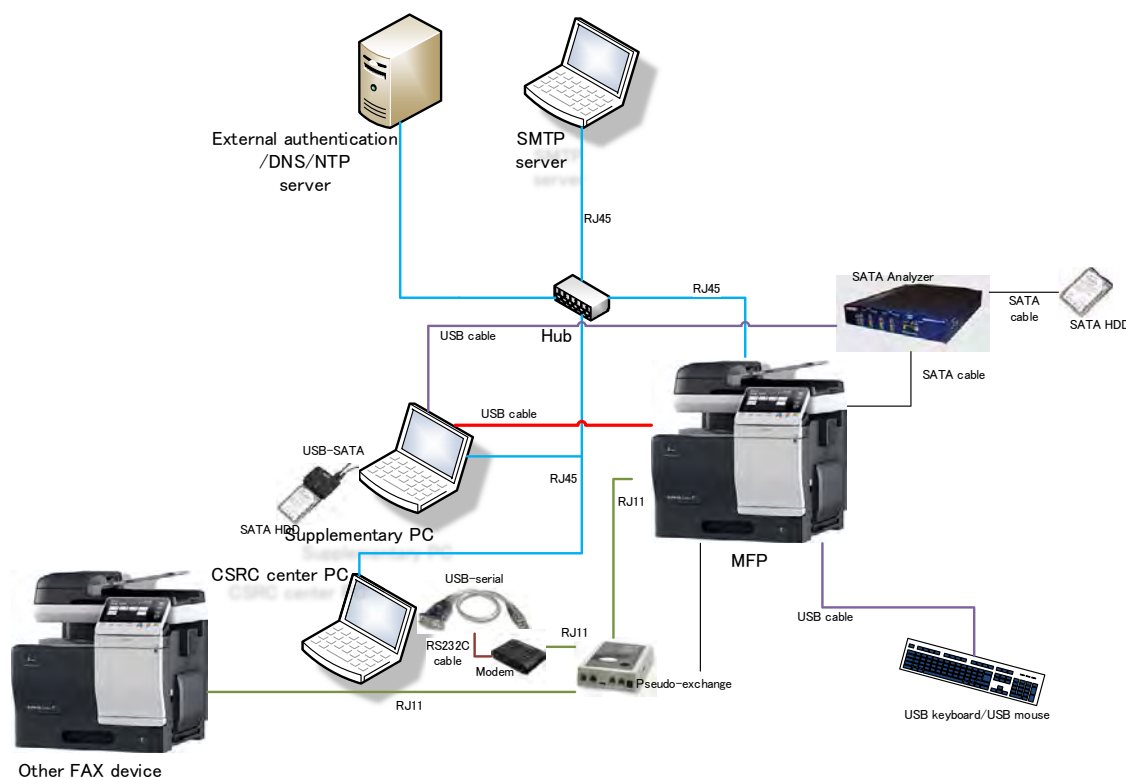 External authentication
/DNS/NTP
server
SMTP
server
RJ45
SATA Analyzer
RJ45
SATA
cable
SATA HDD
Hub
USB cable
SATA cable
USB cable
USB-SATA
RJ45
RJ11
SATA HDD
Supplementary PC
MFP
CSRC center PC
USB-serial
USB cable
RS232C
cable
RJ11
Modem
Pseudo-exchange
RJ11
USB keyboard/USB mouse
Other FAX device